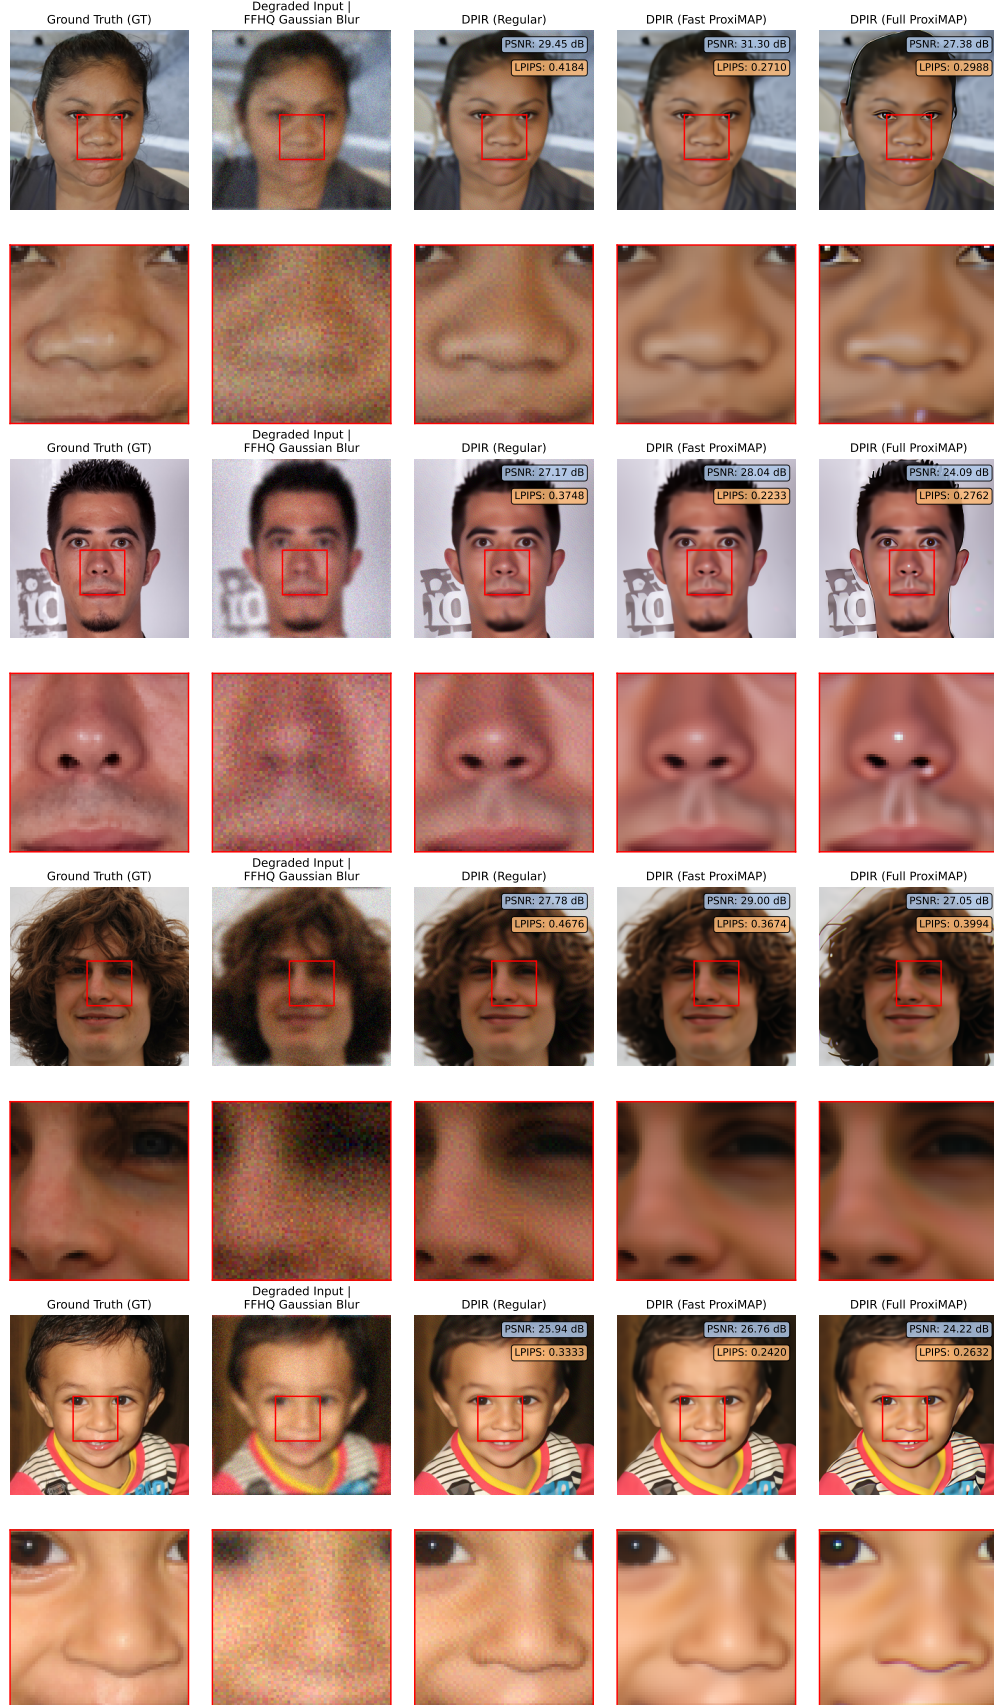 Ground Truth (GT)
Degraded Input |
FFHQ Gaussian Blur
DPIR (Regular)
DPIR (Fast ProxiMAP)
DPIR (Full ProxiMAP)
PSNR: 29.45 dB
LPIPS: 0.4184
PSNR: 31.30 dB
LPIPS: 0.2710
PSNR: 27.38 dB
LPIPS: 0.2988
Ground Truth (GT)
Degraded Input |
FFHQ Gaussian Blur
DPIR (Regular)
DPIR (Fast ProxiMAP)
DPIR (Full ProxiMAP)
PSNR: 27.17 dB
LPIPS: 0.3748
PSNR: 28.04 dB
LPIPS: 0.2233
PSNR: 24.09 dB
LPIPS: 0.2762
Ground Truth (GT)
Degraded Input |
FFHQ Gaussian Blur
DPIR (Regular)
DPIR (Fast ProxiMAP)
DPIR (Full ProxiMAP)
PSNR: 27.78 dB
LPIPS: 0.4676
PSNR: 29.00 dB
LPIPS: 0.3674
PSNR: 27.05 dB
LPIPS: 0.3994
Ground Truth (GT)
Degraded Input |
FFHQ Gaussian Blur
DPIR (Regular)
DPIR (Fast ProxiMAP)
DPIR (Full ProxiMAP)
PSNR: 25.94 dB
LPIPS: 0.3333
PSNR: 26.76 dB
LPIPS: 0.2420
PSNR: 24.22 dB
LPIPS: 0.2632